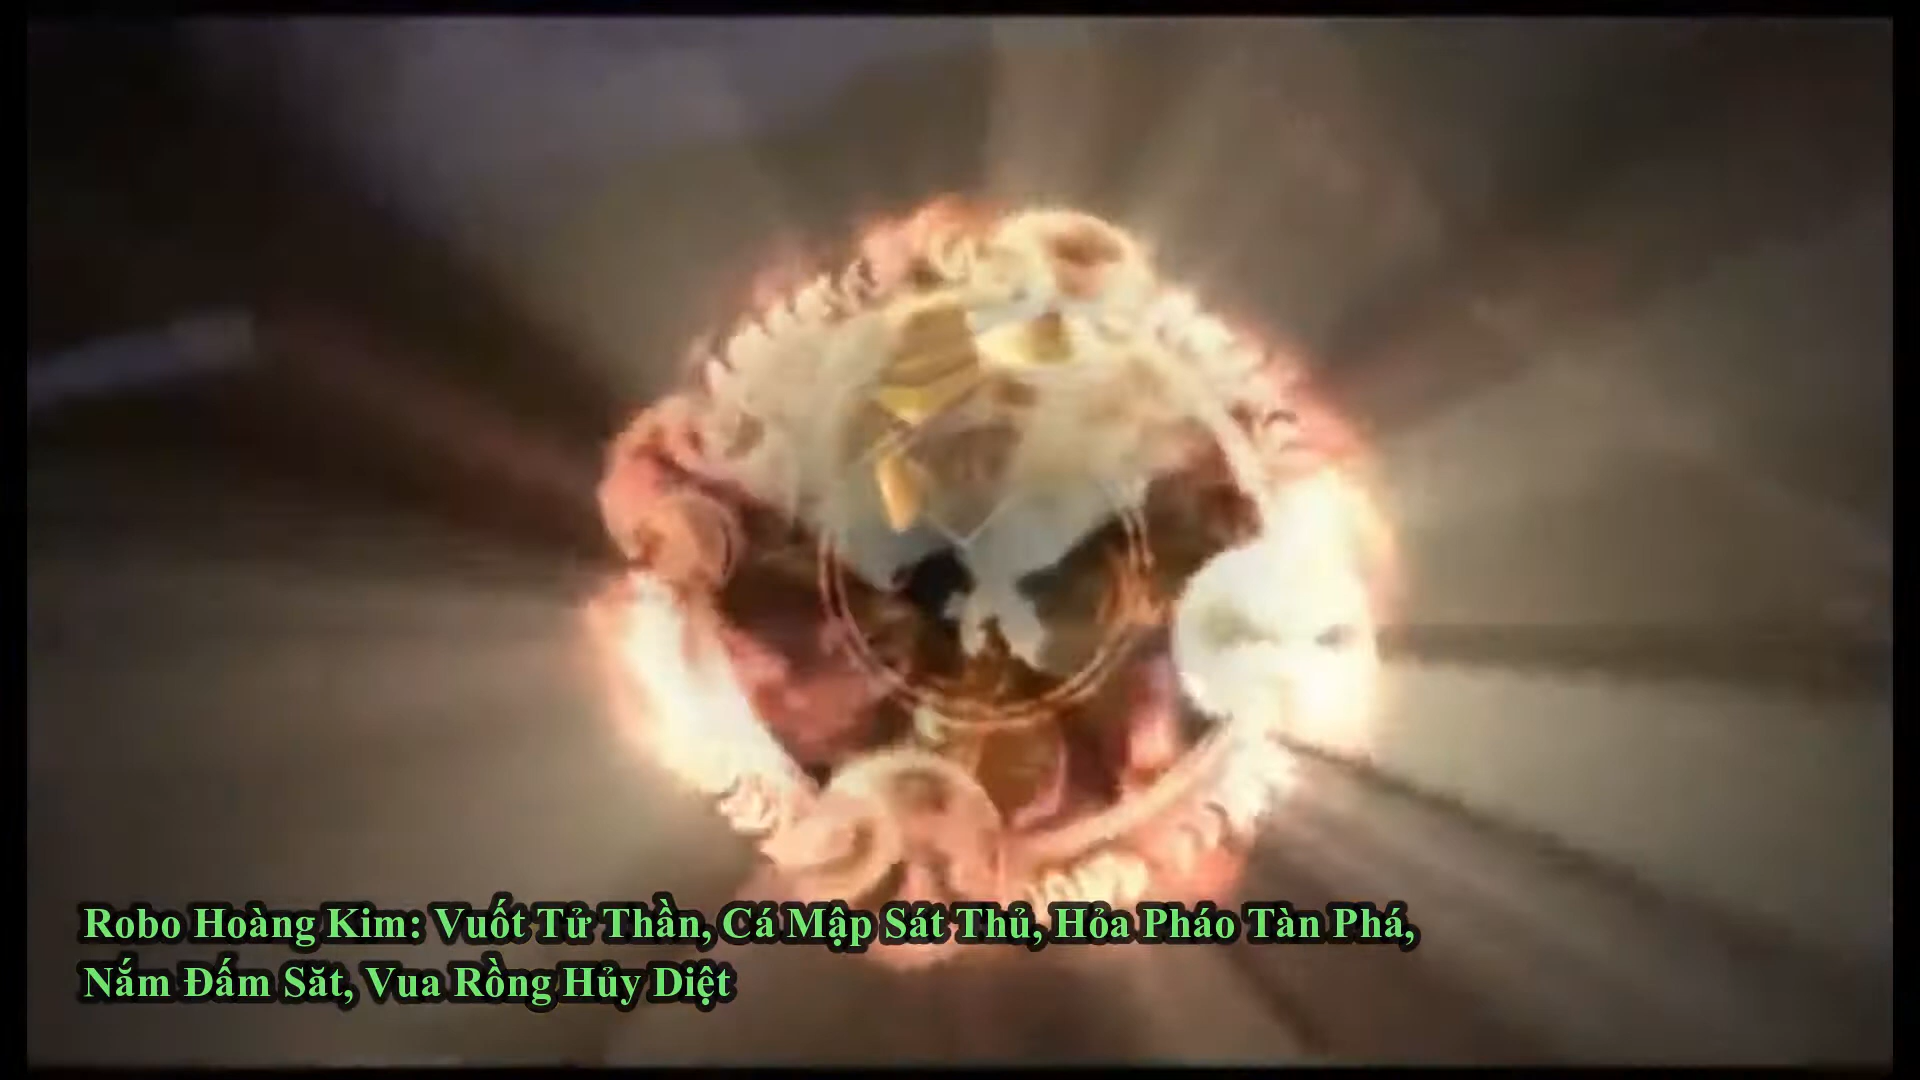 Robo Hoàng Kim: Vuốt Tử Thần, Cá Mập Sát Thủ, Hỏa Pháo Tàn Phá,
Nắm Đấm Săt, Vua Rồng Hủy Diệt